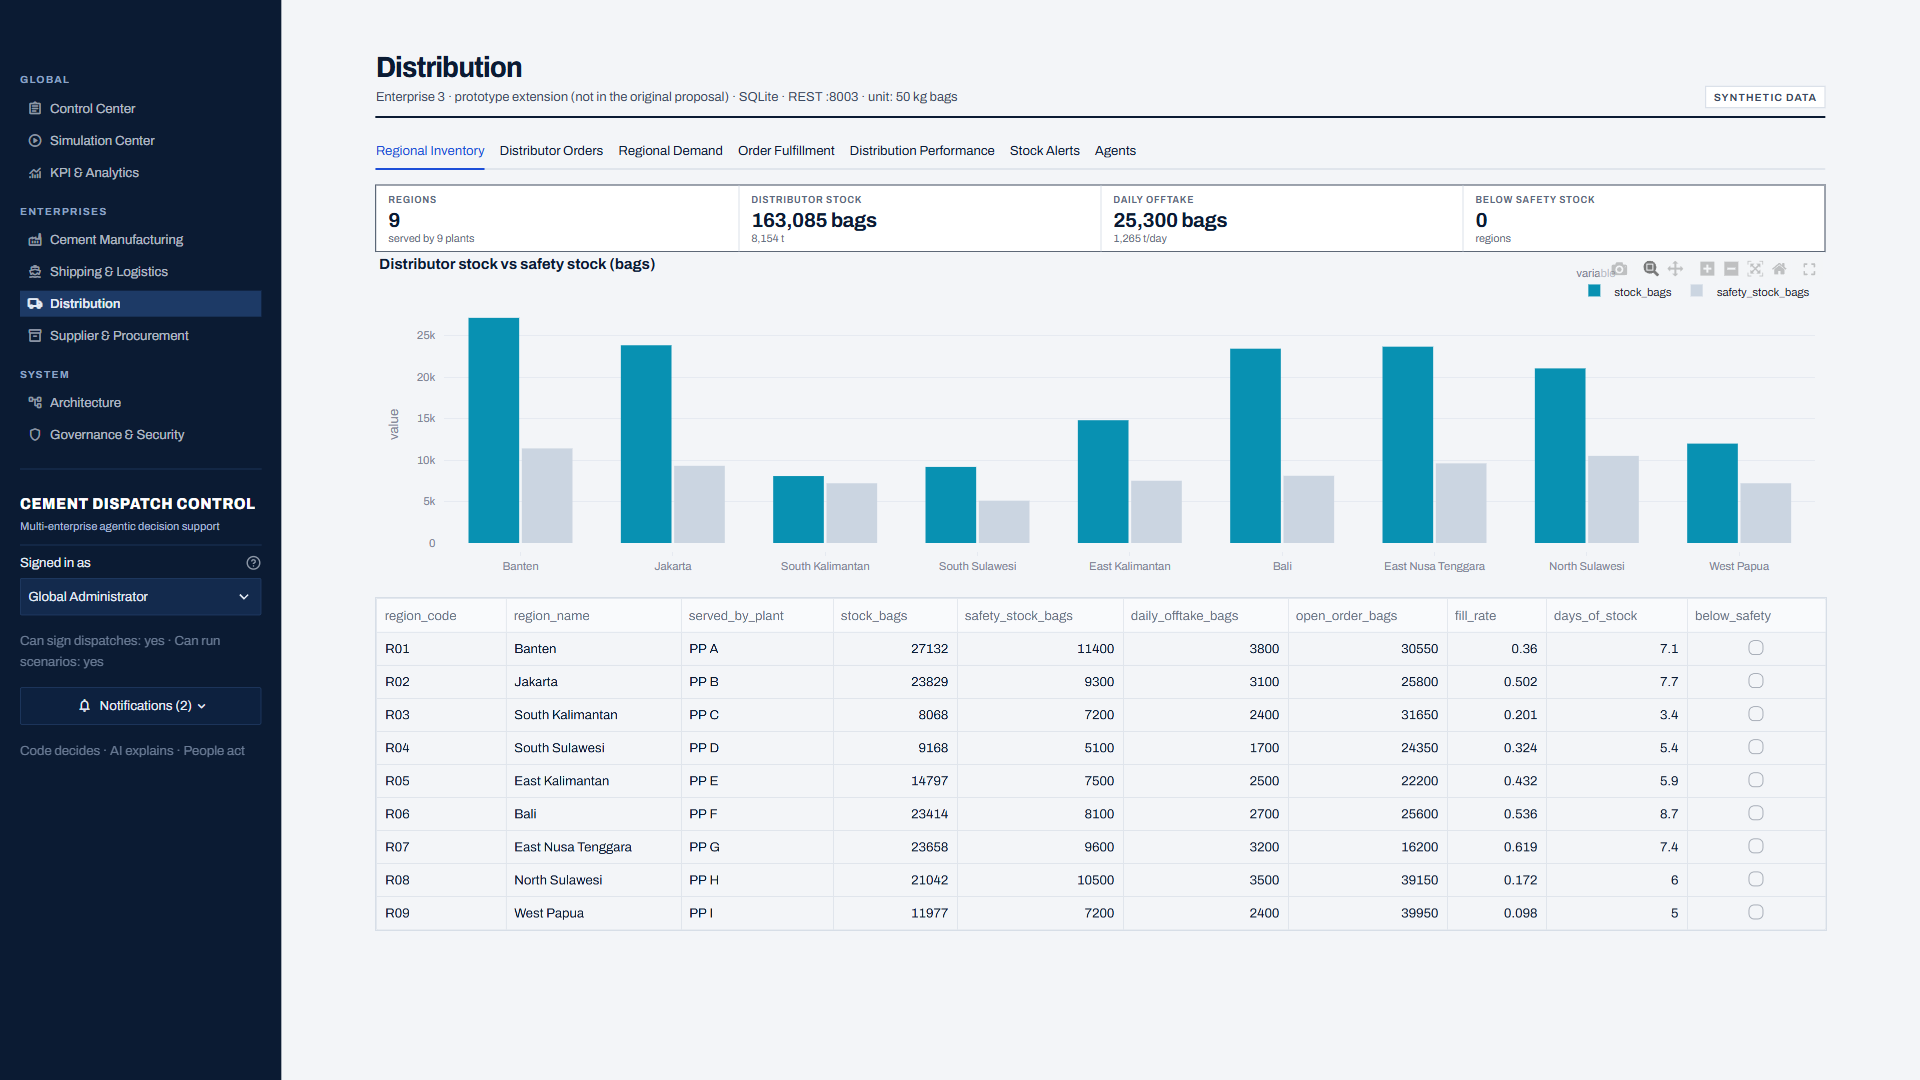 GLOBAL
Control Center
Simulation Center
KPI & Analytics
ENTERPRISES
Cement Manufacturing
Shipping & Logistics
Distribution
Supplier & Procurement
SYSTEM
Architecture
Governance & Security
CEMENT DISPATCH CONTROL
Multi-enterprise agentic decision support
Signed in as
Global Administrator
Can sign dispatches: yes · Can run
scenarios: yes
Notifications (2)
Code decides · AI explains · People act
Distribution
Enterprise 3 · prototype extension (not in the original proposal) · SQLite · REST :8003 · unit: 50 kg bags
SYNTHETIC DATA
Regional Inventory Distributor Orders Regional Demand Order Fulfillment Distribution Performance Stock Alerts Agents
REGIONS DISTRIBUTOR STOCK DAILY OFFTAKE BELOW SAFETY STOCK
9 163,085 bags 25,300 bags 0
served by 9 plants 8,154 t 1,265 t/day regions
Distributor stock vs safety stock (bags)
variable
stock_bags safety_stock_bags
value
25k
20k
15k
10k
5k
0
Banten Jakarta South Kalimantan South Sulawesi East Kalimantan Bali East Nusa Tenggara North Sulawesi West Papua
region_code region_name served_by_plant stock_bags safety_stock_bags daily_offtake_bags open_order_bags fill_rate days_of_stock below_safety
R01 Banten PP A 27132 11400 3800 30550 0.36 7.1
R02 Jakarta PP B 23829 9300 3100 25800 0.502 7.7
R03 South Kalimantan PP C 8068 7200 2400 31650 0.201 3.4
R04 South Sulawesi PP D 9168 5100 1700 24350 0.324 5.4
R05 East Kalimantan PP E 14797 7500 2500 22200 0.432 5.9
R06 Bali PP F 23414 8100 2700 25600 0.536 8.7
R07 East Nusa Tenggara PP G 23658 9600 3200 16200 0.619 7.4
R08 North Sulawesi PP H 21042 10500 3500 39150 0.172 6
R09 West Papua PP I 11977 7200 2400 39950 0.098 5